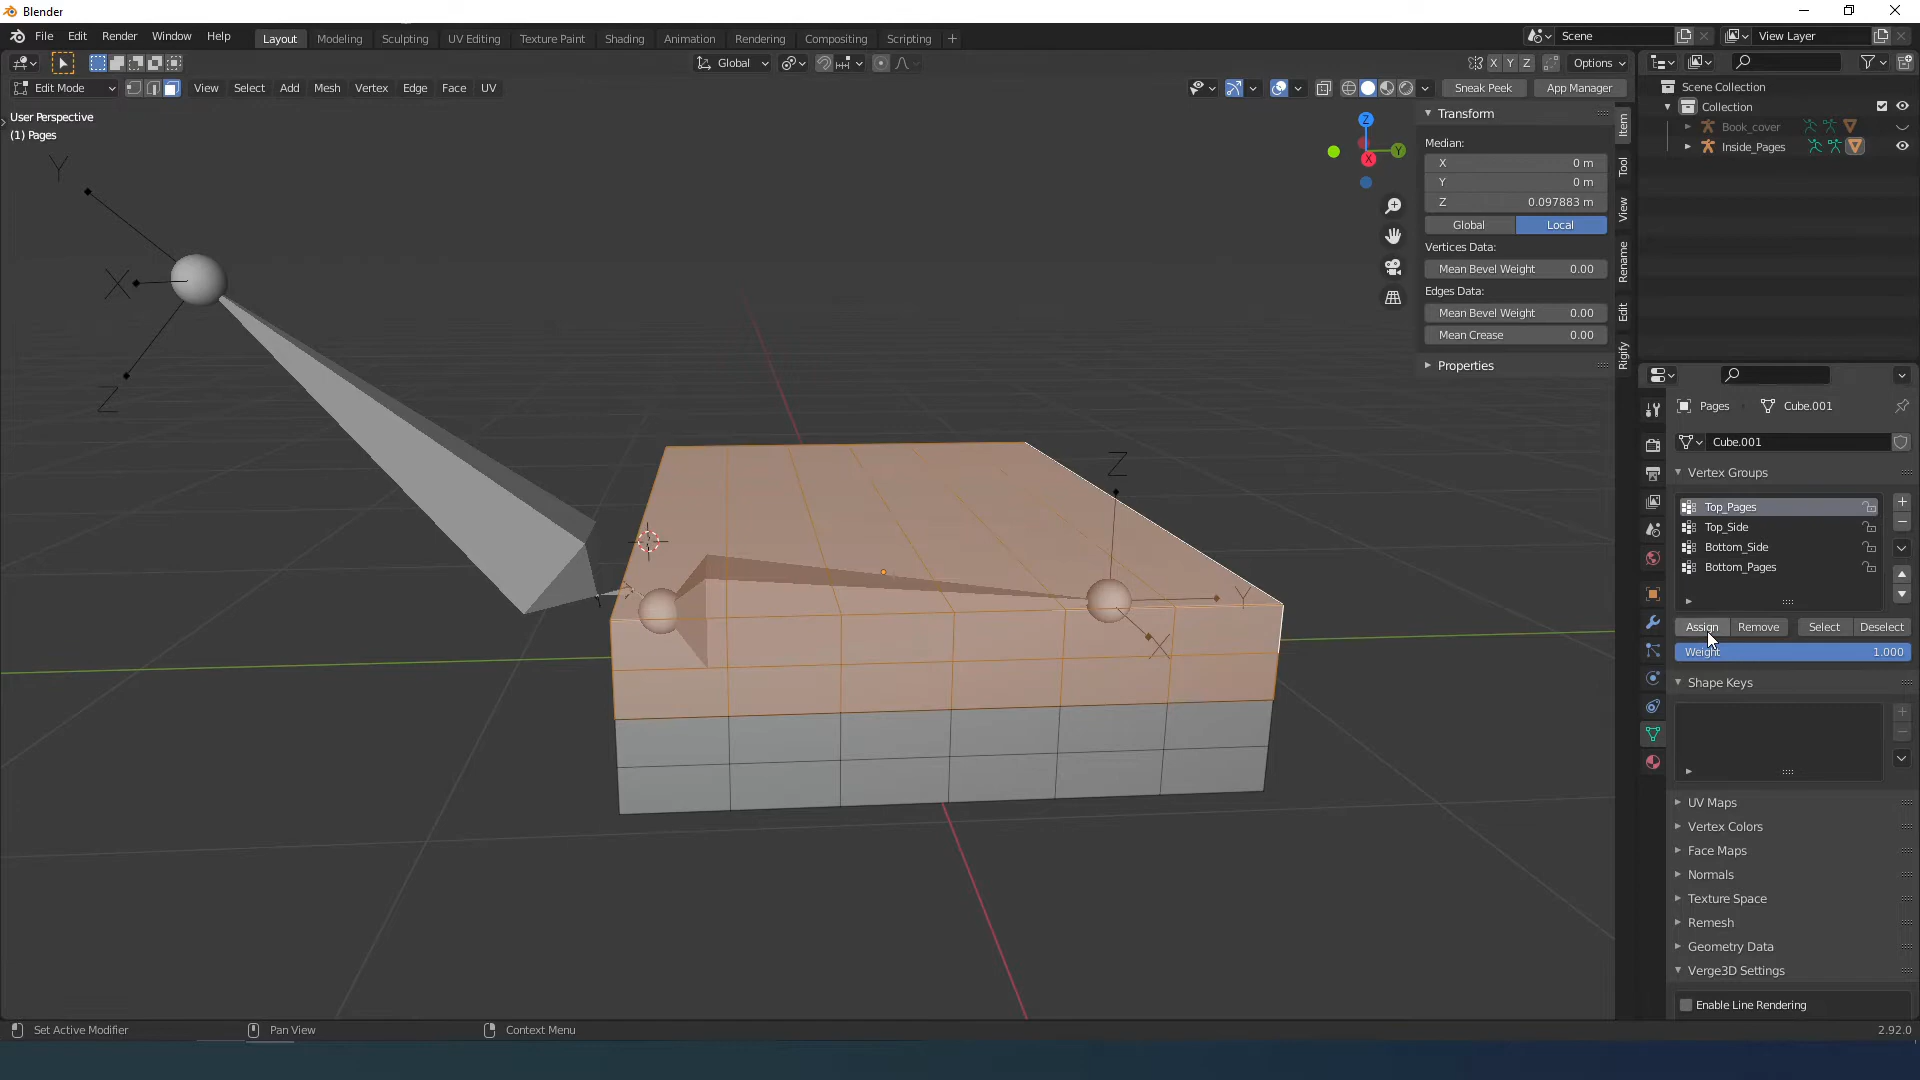 Blender
File Edit Render Window Help Layout Modeling Sculpting UV Editing Texture Paint Shading Animation Rendering Compositing Scripting + Scene View Layer
Global X Y Z Options
Edit Mode View Select Add Mesh Vertex Edge Face UV Sneak Peek App Manager
User Perspective
(1) Pages
Y
X
Z
Z
Y
X
Z
Y
X
Transform
Median:
X 0 m
Y 0 m
Z 0.097883 m
Global Local
Vertices Data:
Mean Bevel Weight 0.00
Edges Data:
Mean Bevel Weight 0.00
Mean Crease 0.00
Properties
Item
Tool
View
Rename
Edit
Rigify
Scene Collection
Collection
Book_cover
Inside_Pages
Pages Cube.001
Cube.001
Vertex Groups
Top_Pages
Top_Side
Bottom_Side
Bottom_Pages
Assign Remove Select Deselect
Weight 1.000
Shape Keys
UV Maps
Vertex Colors
Face Maps
Normals
Texture Space
Remesh
Geometry Data
Verge3D Settings
Enable Line Rendering
Set Active Modifier Pan View Context Menu 2.92.0